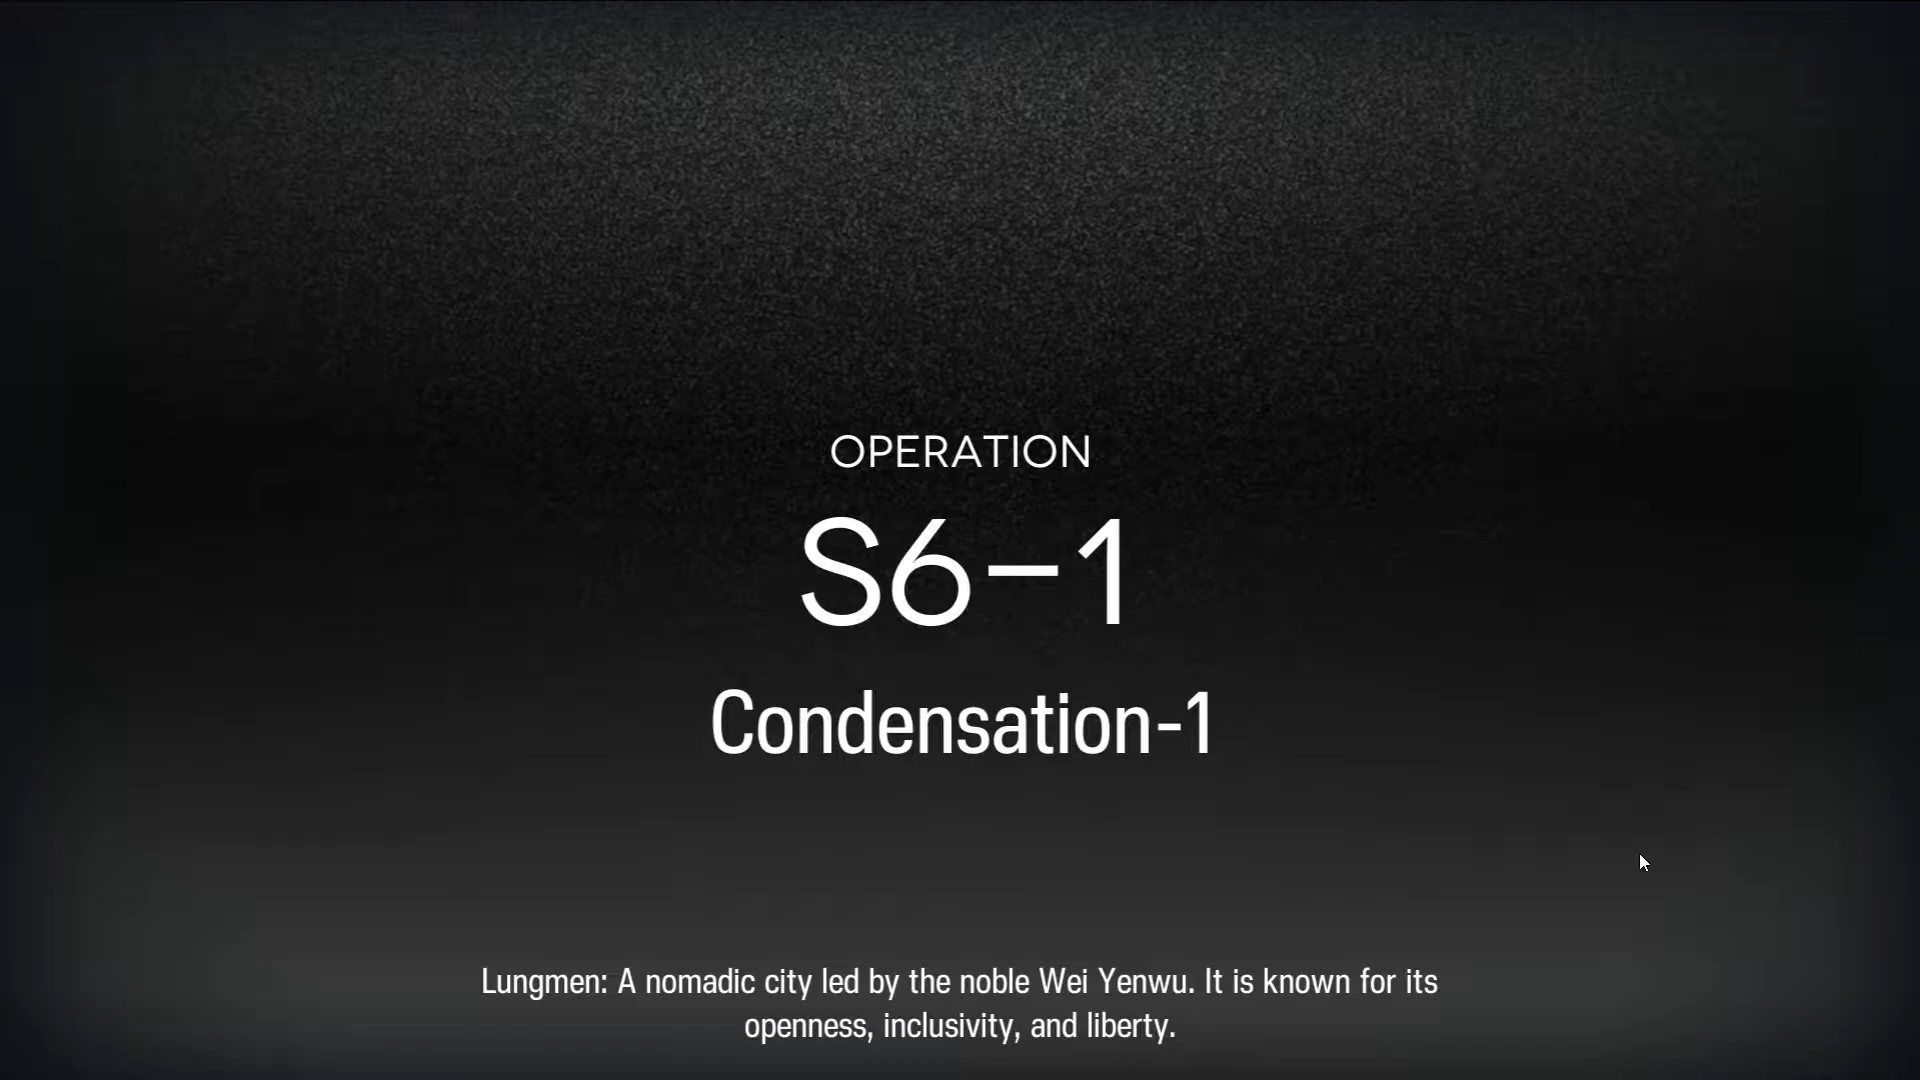 OPERATION
S6-1
Condensation-1
Lungmen: A nomadic city led by the noble Wei Yenwu. It is known for its
openness, inclusivity, and liberty.